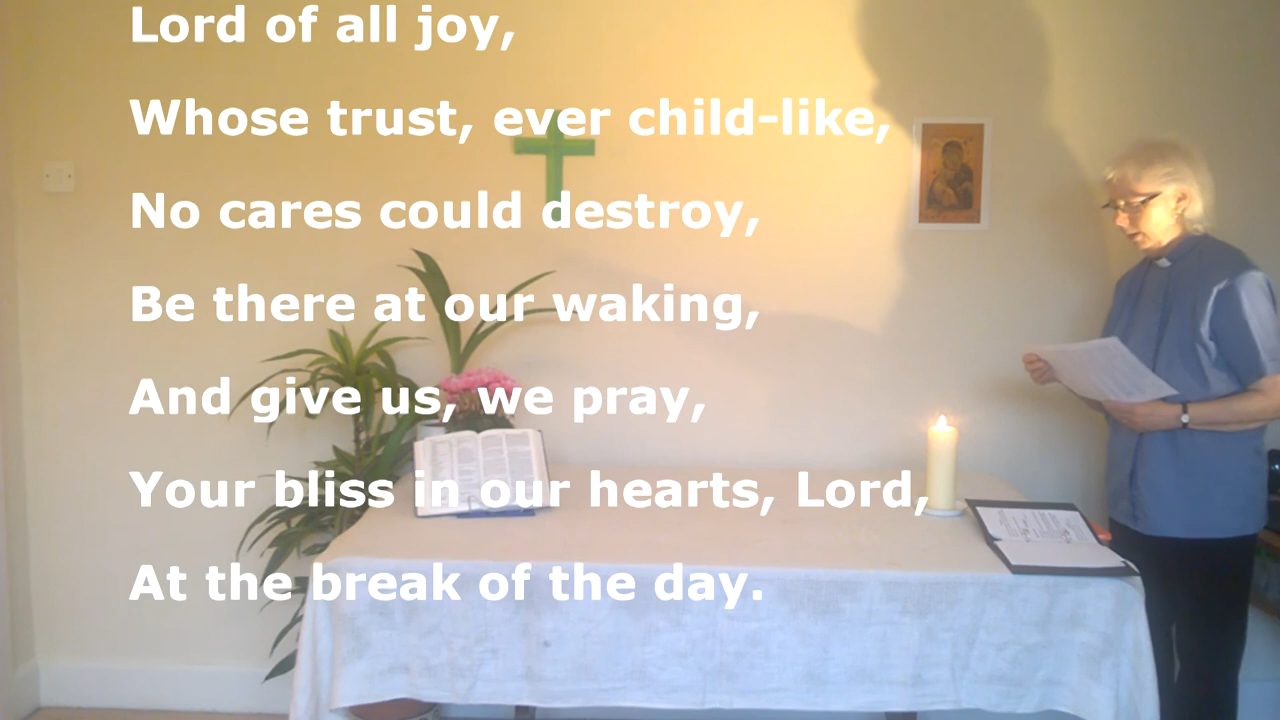 Lord of all joy,
Whose trust, ever child-like,
No cares could destroy,
Be there at our waking,
And give us, we pray,
Your bliss in our hearts, Lord,
At the break of the day.